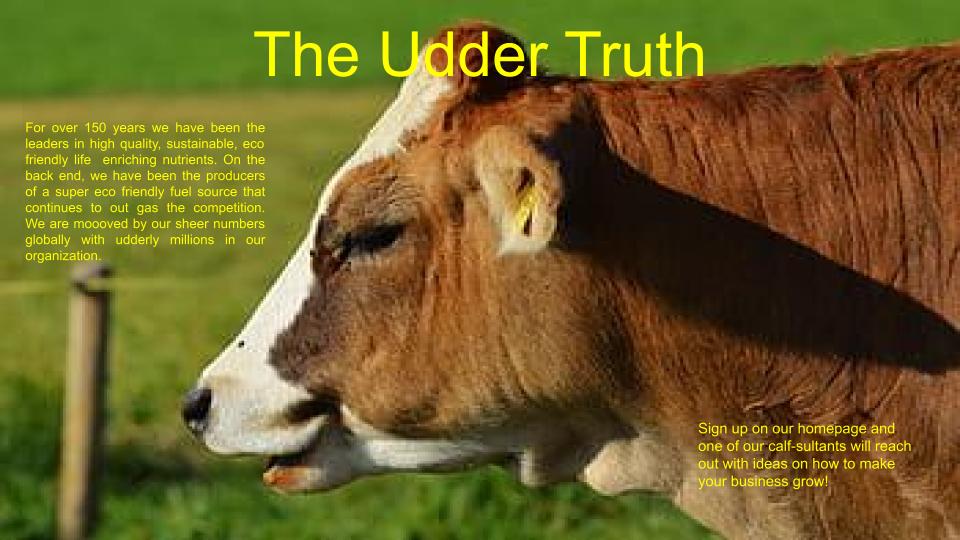 The Udder Truth
For over 150 years we have been the
leaders in high quality, sustainable, eco
friendly life  enriching nutrients. On the
back end, we have been the producers
of a super eco friendly fuel source that
continues to out gas the competition.
We are moooved by our sheer numbers
globally with udderly millions in our
organization.
Sign up on our homepage and
one of our calf-sultants will reach
out with ideas on how to make
your business grow!